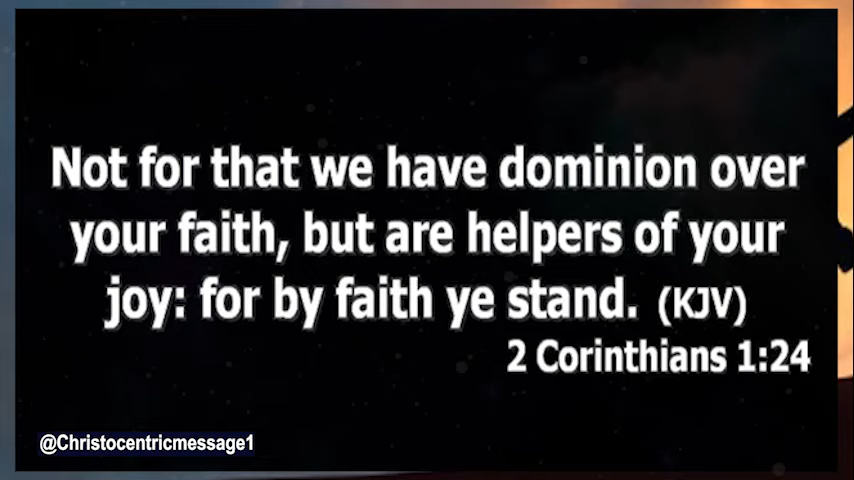 Not for that we have dominion over
your faith, but are helpers of your
joy: for by faith ye stand. (KJV)
2 Corinthians 1:24
@Christocentricmessage1